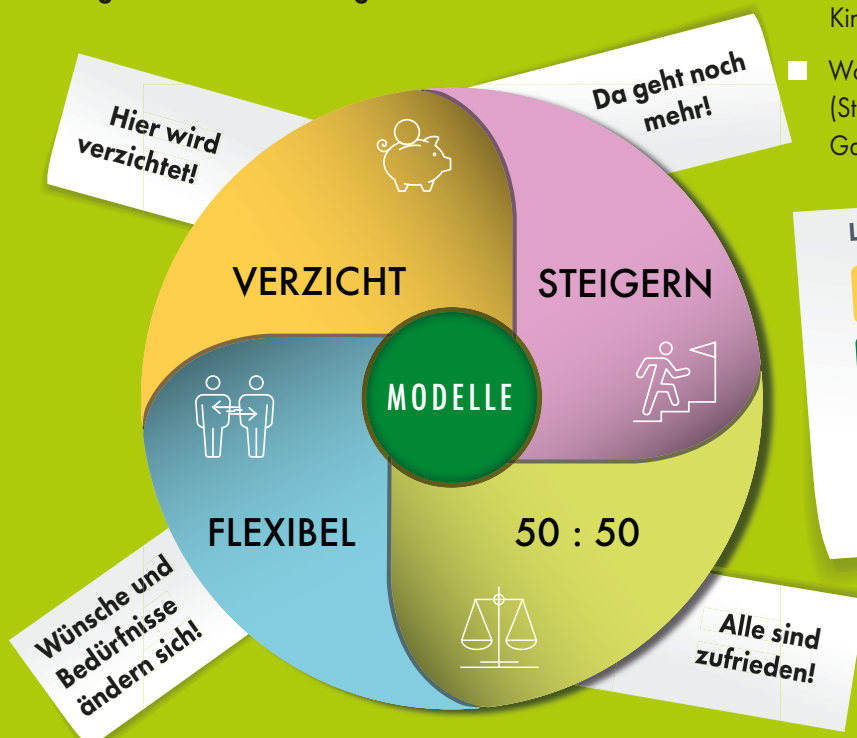 Hier wird
verzichtet!
Da geht noch
mehr!
VERZICHT
STEIGERN
MODELLE
FLEXIBEL
50 : 50
Wünsche und
Bedürfnisse
ändern sich!
Alle sind
zufrieden!